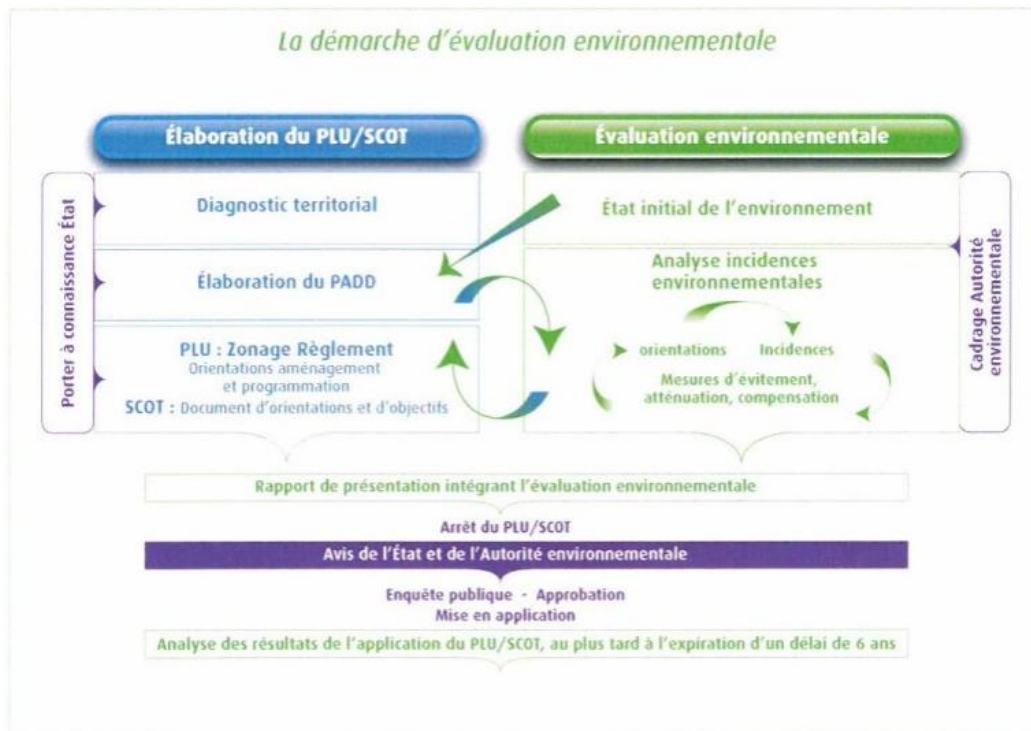 La démarche d'évaluation environnementale
Élaboration du PLU/SCOT
Évaluation environnementale
Porter à connaissance État
Diagnostic territorial
Élaboration du PADD
PLU : Zonage Règlement
Orientations aménagement
et programmation
SCOT : Document d'orientations et d'objectifs
État initial de l'environnement
Analyse incidences
environnementales
orientations
Incidences
Mesures d'évitement,
atténuation, compensation
Cadrage Autorité
environnementale
Rapport de présentation intégrant l'évaluation environnementale
Arrêt du PLU/SCOT
Avis de l'État et de l'Autorité environnementale
Enquête publique - Approbation
Mise en application
Analyse des résultats de l'application du PLU/SCOT, au plus tard à l'expiration d'un délai de 6 ans